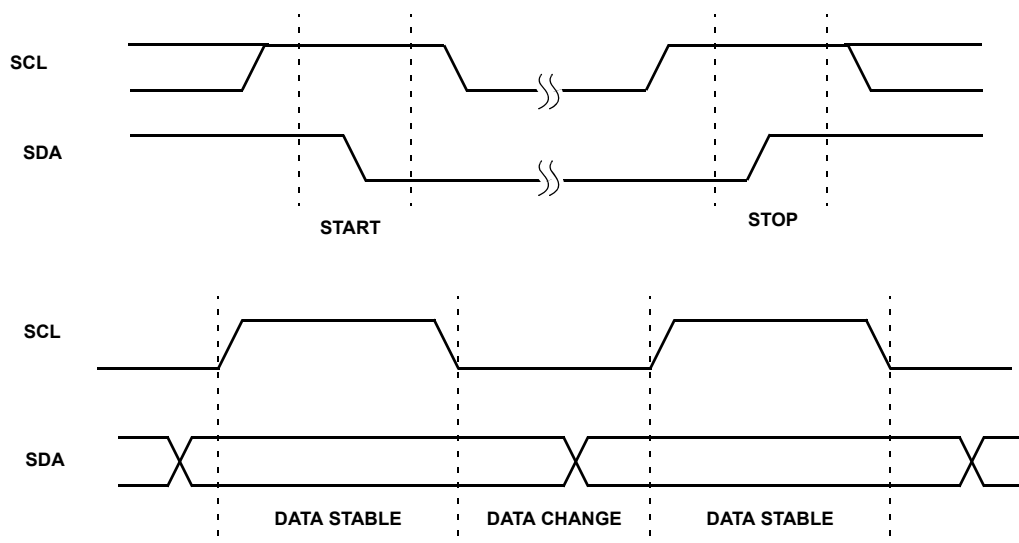 SCL
SDA
START
STOP
SCL
SDA
DATA STABLE
DATA CHANGE
DATA STABLE